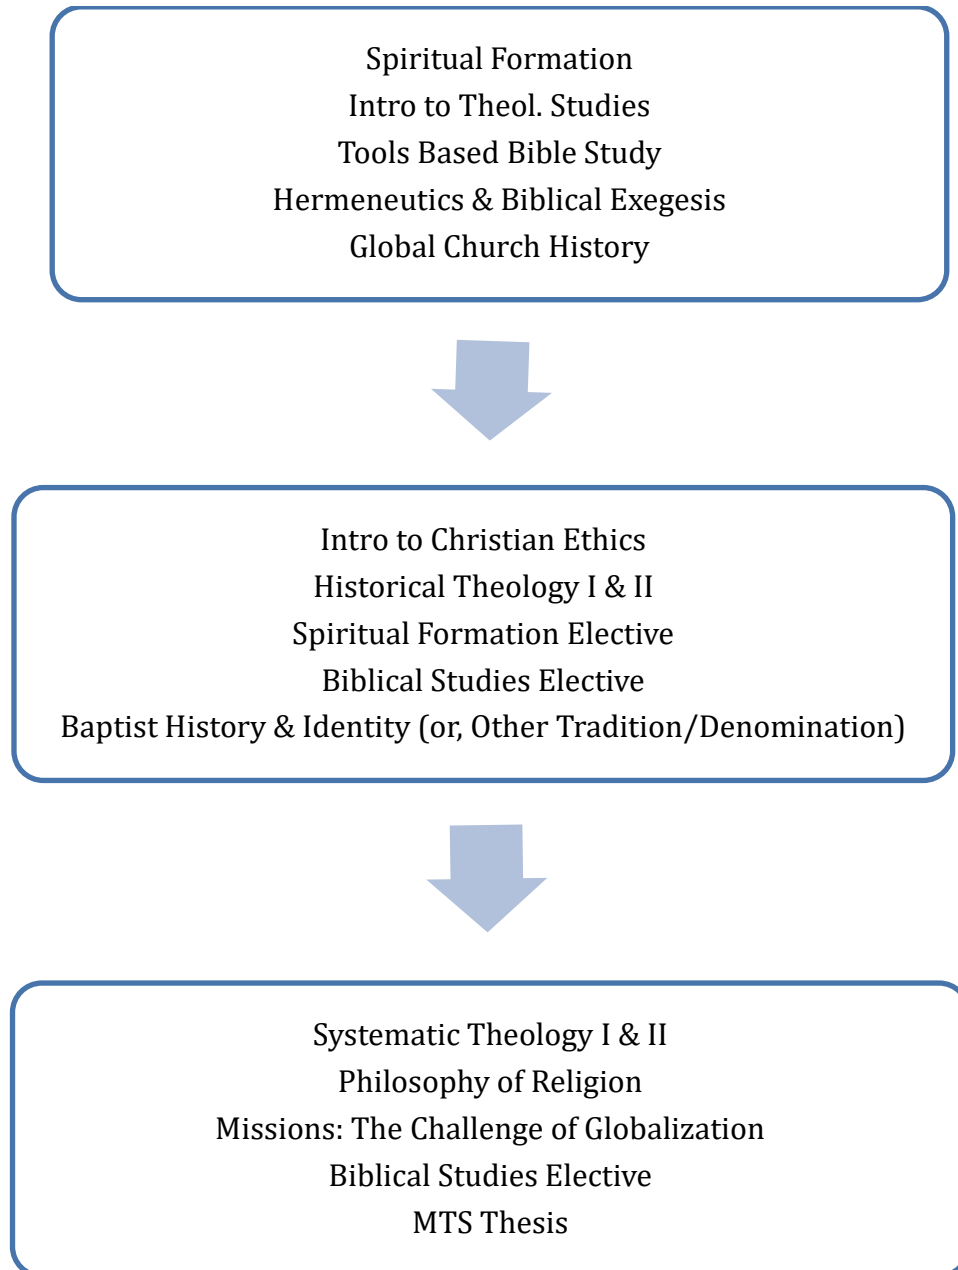 Spiritual Formation
Intro to Theol. Studies
Tools Based Bible Study
Hermeneutics & Biblical Exegesis
Global Church History
Intro to Christian Ethics
Historical Theology I & II
Spiritual Formation Elective
Biblical Studies Elective
Baptist History & Identity (or, Other Tradition/Denomination)
Systematic Theology I & II
Philosophy of Religion
Missions: The Challenge of Globalization
Biblical Studies Elective
MTS Thesis